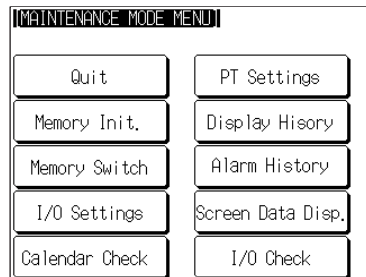 [MAINTENANCE MODE MENU]
Quit
PT Settings
Memory Init.
Display Hisory
Memory Switch
Alarm History
I/O Settings
Screen Data Disp.
Calendar Check
I/O Check